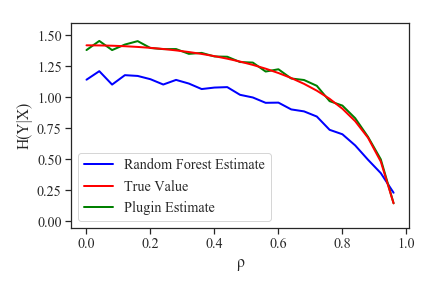 1.50
1.25
1.00
0.75
0.50
0.25
0.00
H(Y|X)
Random Forest Estimate
True Value
Plugin Estimate
0.0 0.2 0.4 0.6 0.8 1.0
ρ